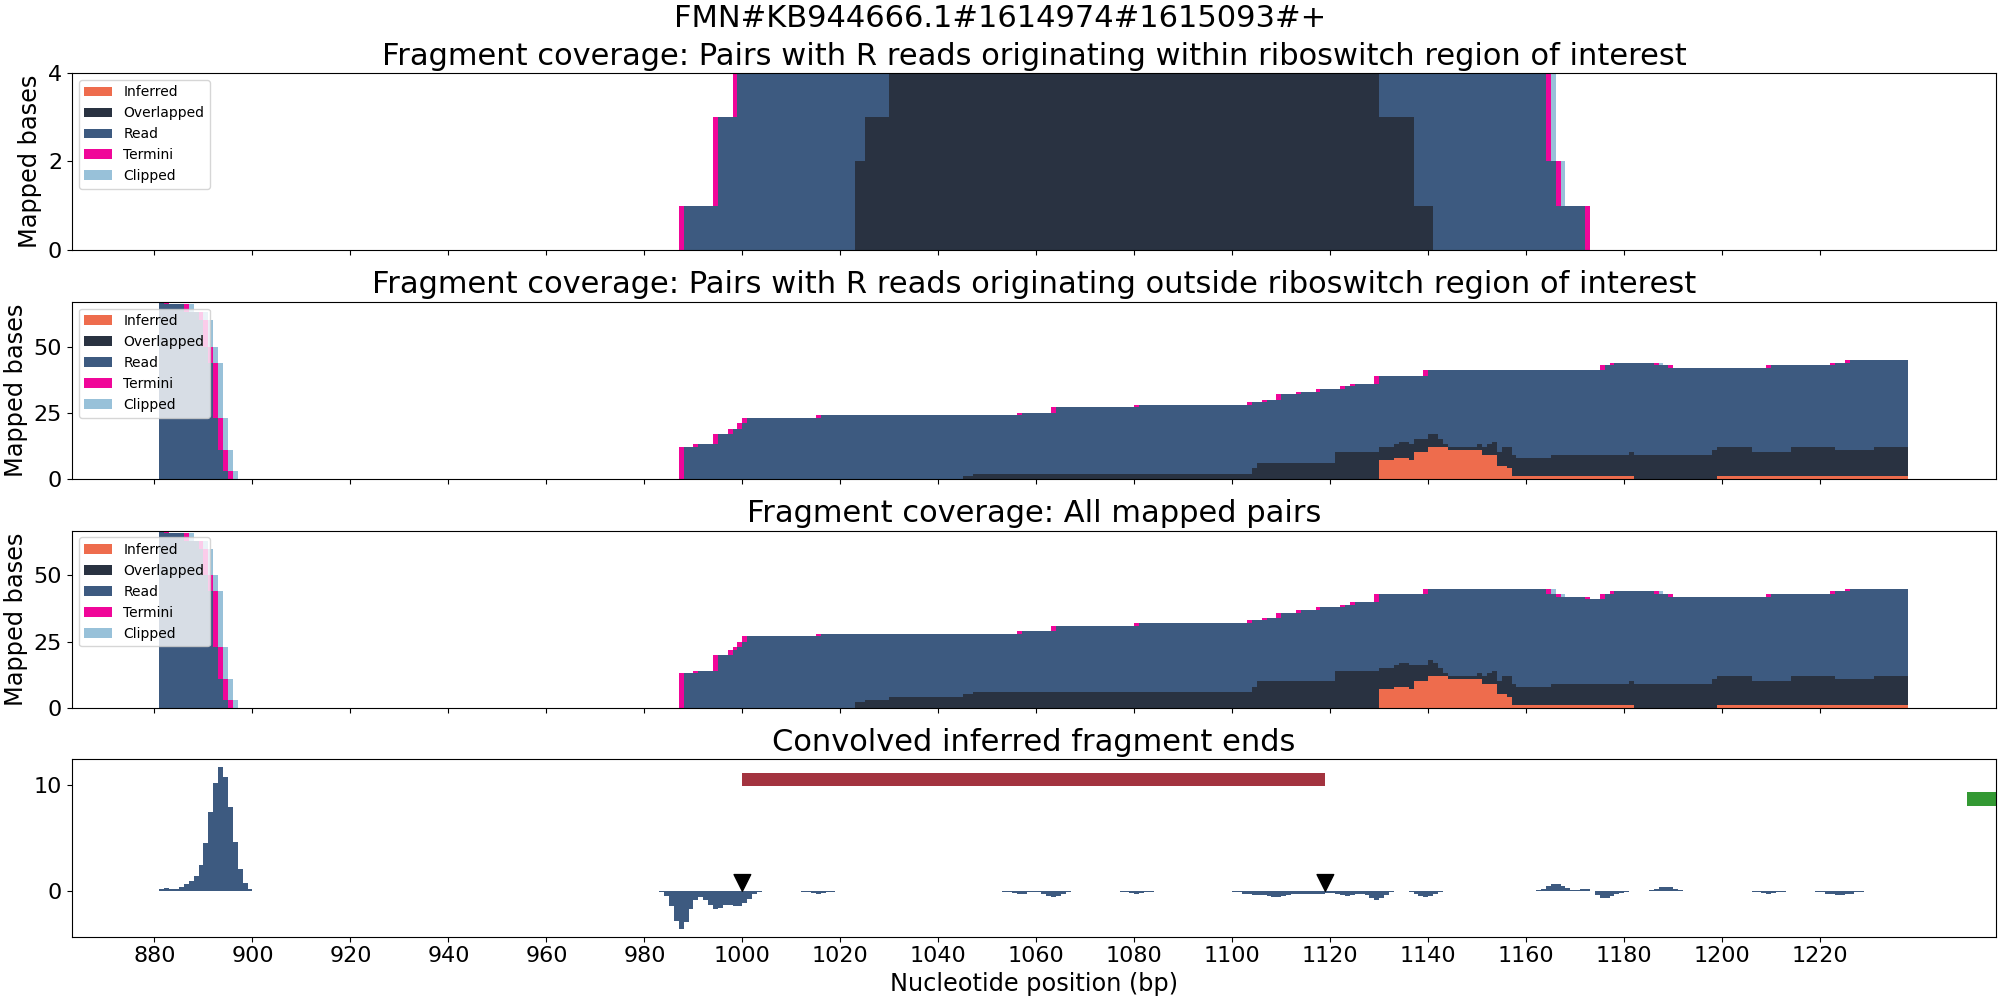 FMN#KB944666.1#1614974#1615093#+
Fragment coverage: Pairs with R reads originating within riboswitch region of interest
Mapped bases
4
2
0
Inferred
Overlapped
Read
Termini
Clipped
Fragment coverage: Pairs with R reads originating outside riboswitch region of interest
Mapped bases
50
25
0
Inferred
Overlapped
Read
Termini
Clipped
Fragment coverage: All mapped pairs
Mapped bases
50
25
0
Inferred
Overlapped
Read
Termini
Clipped
Convolved inferred fragment ends
10
0
880 900 920 940 960 980 1000 1020 1040 1060 1080 1100 1120 1140 1160 1180 1200 1220
Nucleotide position (bp)